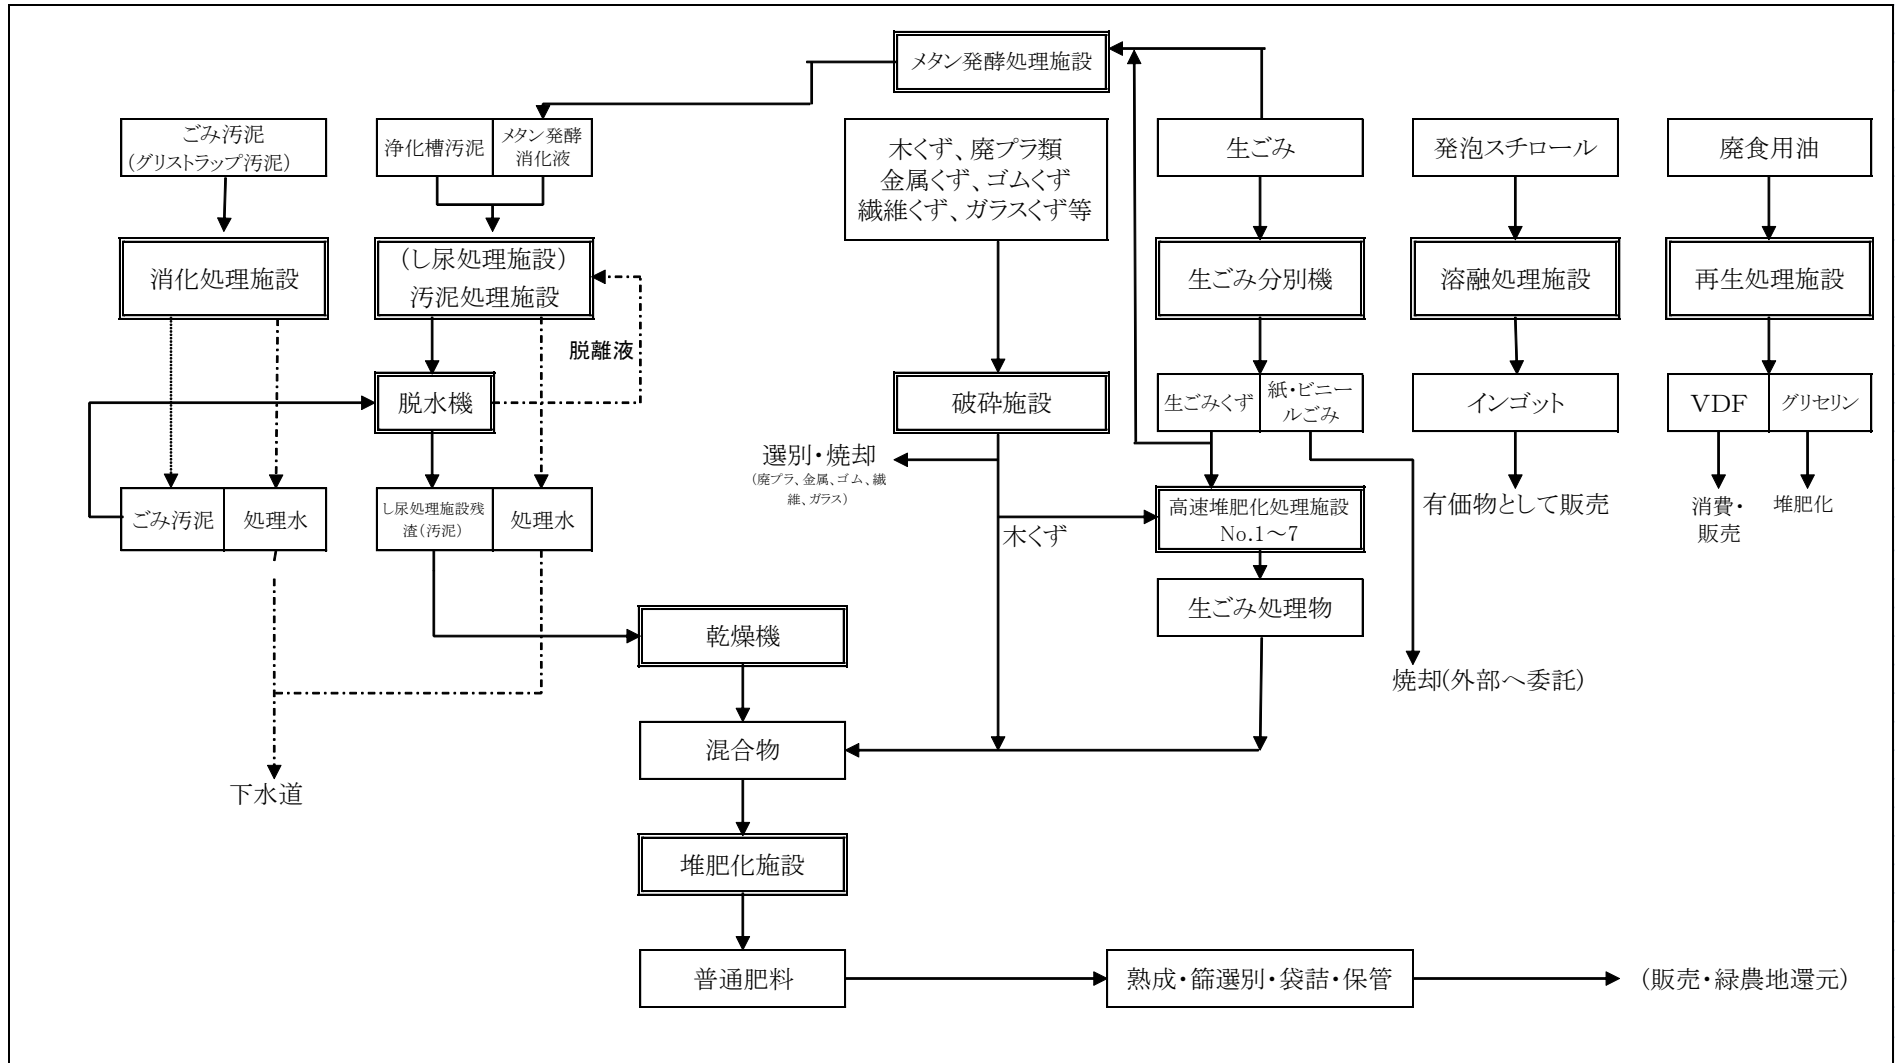 メタン発酵処理施設
ごみ汚泥
(グリストラップ汚泥)
浄化槽汚泥
メタン発酵
消化液
木くず、廃プラ類
金属くず、ゴムくず
繊維くず、ガラスくず等
生ごみ
発泡スチロール
廃食用油
消化処理施設
(し尿処理施設)
汚泥処理施設
生ごみ分別機
溶融処理施設
再生処理施設
脱離液
脱水機
破砕施設
生ごみくず
紙・ビニー
ルごみ
インゴット
VDF
グリセリン
選別・焼却
(廃プラ、金属、ゴム、繊
維、ガラス)
ごみ汚泥
処理水
し尿処理施設残
渣(汚泥)
処理水
木くず
高速堆肥化処理施設
No.1～7
有価物として販売
消費・
販売
堆肥化
生ごみ処理物
乾燥機
焼却(外部へ委託)
混合物
下水道
堆肥化施設
普通肥料
熟成・篩選別・袋詰・保管
(販売・緑農地還元)